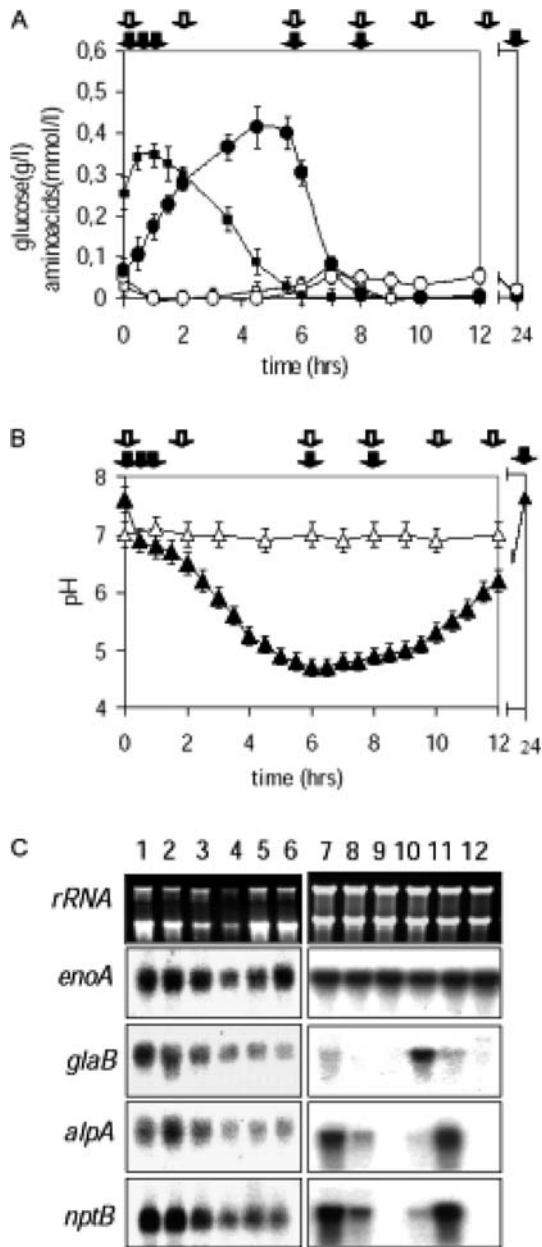 A
0,6
0,5
0,4
0,3
0,2
0,1
0
glucose(g/l)
aminoacids(mmol/l)
0 2 4 6 8 10 12 24
time (hrs)
B
8
7
6
5
4
pH
0 2 4 6 8 10 12 24
time (hrs)
C
1 2 3 4 5 6 7 8 9 10 11 12
rRNA
enoA
glaB
alpA
nptB